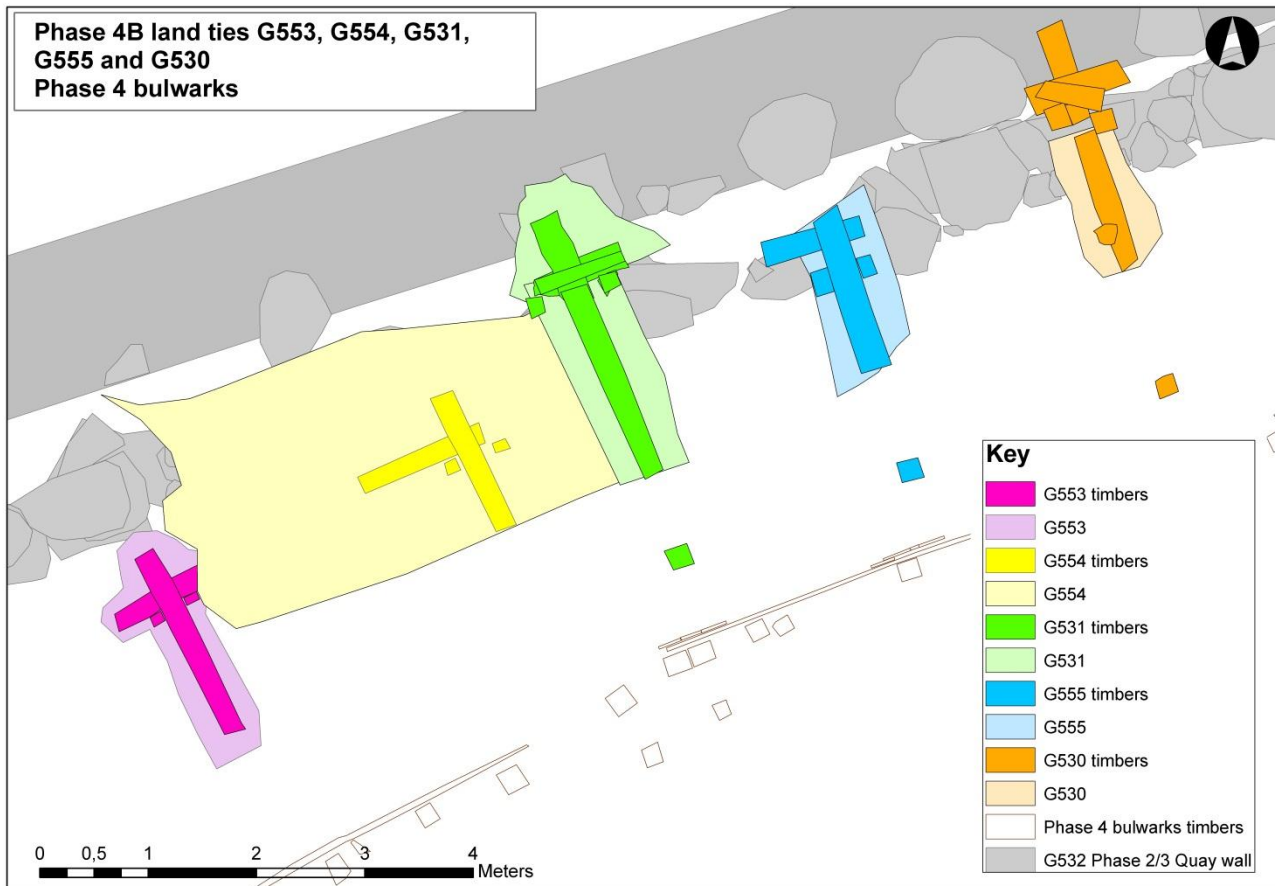 Phase 4B land ties G553, G554, G531,
G555 and G530
Phase 4 bulwarks
Key
G553 timbers
G553
G554 timbers
G554
G531 timbers
G531
G555 timbers
G555
G530 timbers
G530
Phase 4 bulwarks timbers
G532 Phase 2/3 Quay wall
0 0,5 1 2 3 4
Meters